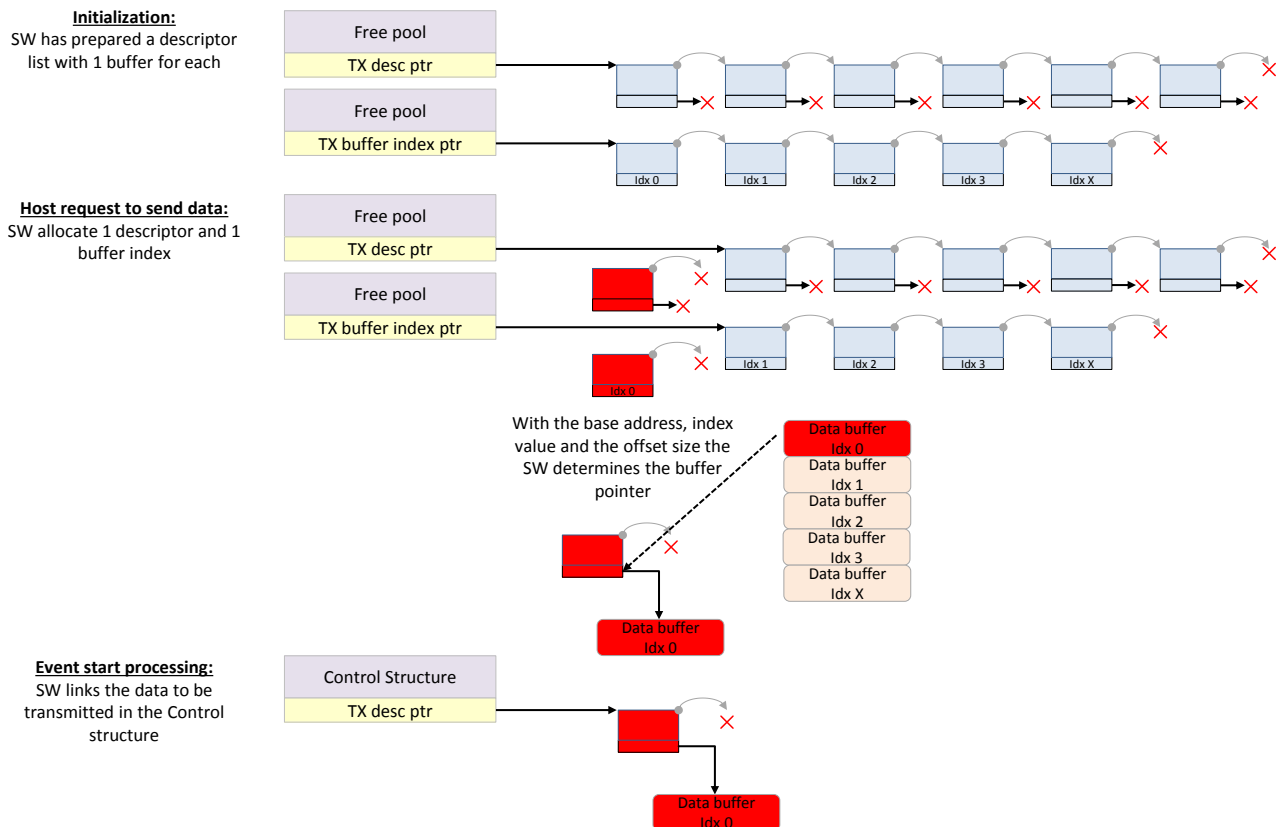 Initialization:
SW has prepared a descriptor
list with 1 buffer for each
Free pool
TX desc ptr
Free pool
TX buffer index ptr
Idx 0
Idx 1
Idx 2
Idx 3
Idx X
Host request to send data:
SW allocate 1 descriptor and 1
buffer index
Free pool
TX desc ptr
Free pool
TX buffer index ptr
Idx 1
Idx 2
Idx 3
Idx X
Idx 0
With the base address, index
value and the offset size the
SW determines the buffer
pointer
Data buffer
Idx 0
Data buffer
Idx 1
Data buffer
Idx 2
Data buffer
Idx 3
Data buffer
Idx X
Data buffer
Idx 0
Event start processing:
SW links the data to be
transmitted in the Control
structure
Control Structure
TX desc ptr
Data buffer
Idx 0